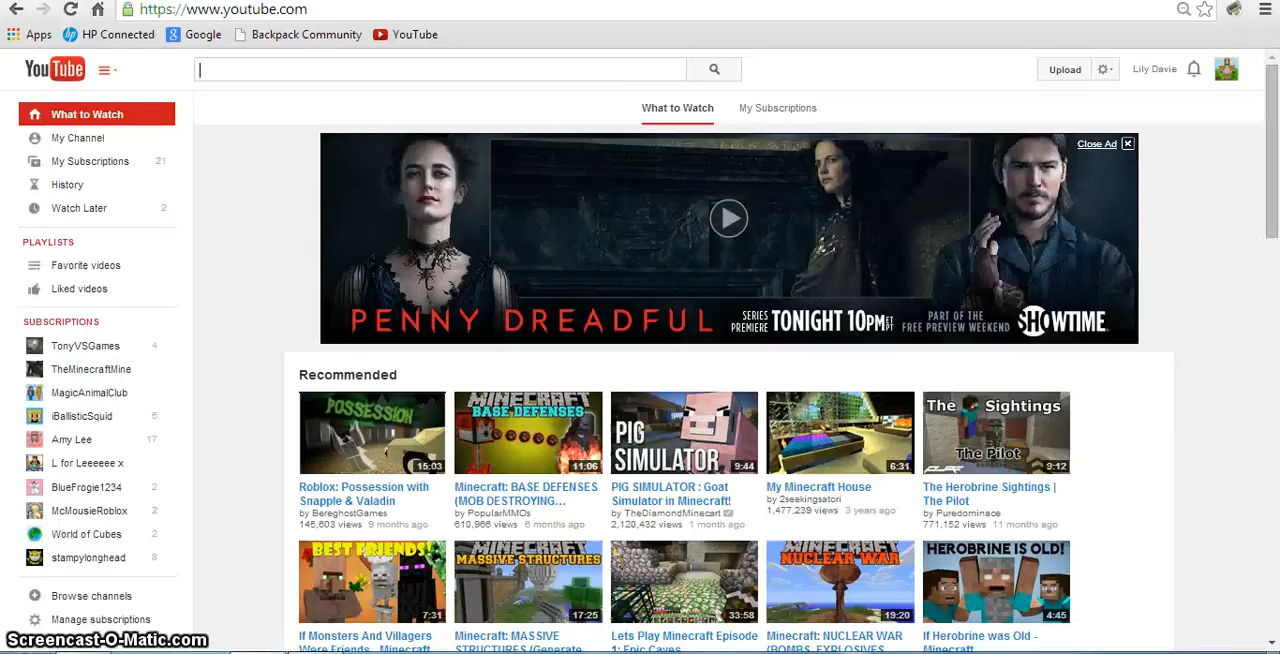 https://www.youtube.com
Apps HP Connected Google Backpack Community YouTube
YouTube
Upload
Lily Davie
What to Watch
My Subscriptions
What to Watch
My Channel
My Subscriptions 21
History
Watch Later 2
PLAYLISTS
Favorite videos
Liked videos
SUBSCRIPTIONS
TonyVSGames 4
TheMinecraftMine
MagicAnimalClub
iBallisticSquid 5
Amy Lee 17
L for Leeeeee x
BlueFrogie1234 2
McMousieRoblox 2
World of Cubes 2
stampylonghead 8
Browse channels
Manage subscriptions
Close Ad
PENNY DREADFUL
SERIES PREMIERE
TONIGHT 10PM ET PT
PART OF THE
FREE PREVIEW WEEKEND
SHOWTIME
Recommended
POSSESSION
15:03
Roblox: Possession with
Snapple & Valadin
by BereghostGames
145,603 views 9 months ago
MINECRAFT
BASE DEFENSES
11:06
Minecraft: BASE DEFENSES
(MOB DESTROYING...
by PopularMMOs
610,966 views 6 months ago
PIG
SIMULATOR
9:44
PIG SIMULATOR : Goat
Simulator in Minecraft!
by TheDiamondMinecart
2,120,432 views 1 month ago
6:31
My Minecraft House
by 2seekingsatori
1,477,239 views 3 years ago
The Sightings
The Pilot
9:12
The Herobrine Sightings |
The Pilot
by Puredominace
771,152 views 11 months ago
BEST FRIENDS!
7:31
If Monsters And Villagers
Were Friends - Minecraft
MINECRAFT
MASSIVE STRUCTURES
17:25
Minecraft: MASSIVE
STRUCTURES (Generate
33:58
Lets Play Minecraft Episode
1: Epic Caves
MINECRAFT
NUCLEAR WAR
19:20
Minecraft: NUCLEAR WAR
(BOMBS, EXPLOSIVES,
HEROBRINE IS OLD!
4:45
If Herobrine was Old -
Minecraft
Screencast-O-Matic.com